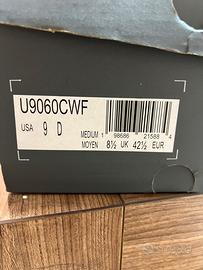 U9060CWF
USA 9 D
MEDIUM 1 98686 21588 4
MOYEN 8½ UK 42½ EUR